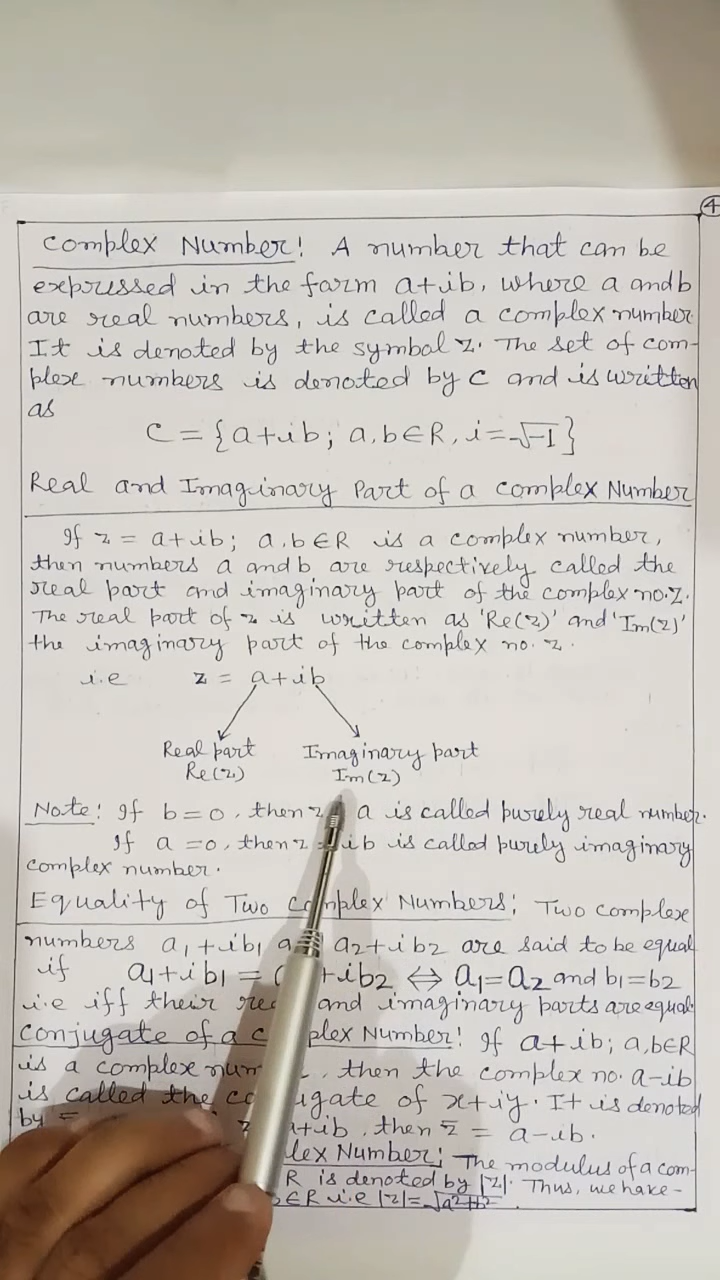 4
Complex Number! A number that can be
expressed in the farm a+ib, where a and b
are real numbers, is called a complex number
It is denoted by the symbol z. The set of com-
plex numbers is denoted by C and is written
as
C = {a+ib; a,b∈R, i=√-1}
Real and Imaginary Part of a Complex Number
If z = a+ib; a,b∈R is a complex number,
then numbers a and b are respectively called the
real part and imaginary part of the complex no.z.
The real part of z is written as 'Re(z)' and 'Im(z)'
the imaginary part of the complex no. z.
i.e z = a+ib
Real part Imaginary part
Re(z) Im(z)
Note! If b=0, then z a is called purely real number.
If a=0, then z = ib is called purely imaginary
complex number.
Equality of Two Complex Numbers; Two complex
numbers a1+ib1 a2+ib2 are said to be equal
if a1+ib1 = +ib2 ⇔ a1=a2 and b1=b2
i.e iff their and imaginary parts are equal
Conjugate of a Complex Number! If a+ib; a,b∈R
is a complex , then the complex no. a-ib
is called the conjugate of x+iy. It is denoted
by a+ib, then z̄ = a-ib.
Number; The modulus of a com-
R is denoted by |z|. Thus, we have-
∈R i.e |z|=√a²+b²